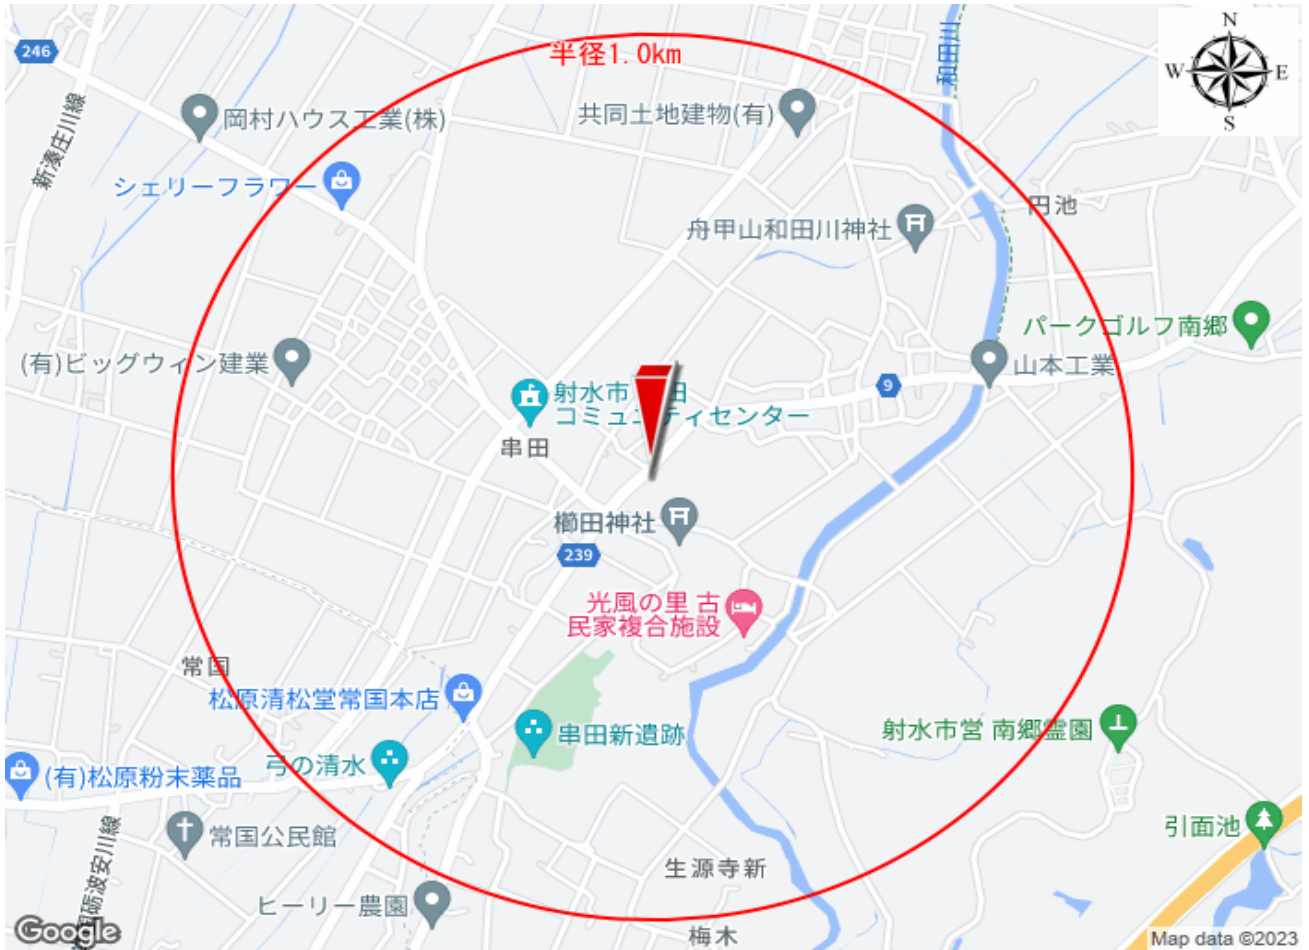 半径1.0km
N
W
E
S
246
新湊庄川線
和田川
岡村ハウス工業(株)
共同土地建物(有)
シェリーフラワー
円池
舟甲山和田川神社
パークゴルフ南郷
(有)ビッグウィン建業
山本工業
9
射水市
田
コミュ
ティセンター
串田
櫛田神社
239
光風の里 古
民家複合施設
常国
松原清松堂常国本店
串田新遺跡
射水市営 南郷霊園
弓の清水
(有)松原粉末薬品
引面池
常国公民館
砺波安川線
生源寺新
ヒーリー農園
梅木
Google
Map data ©2023